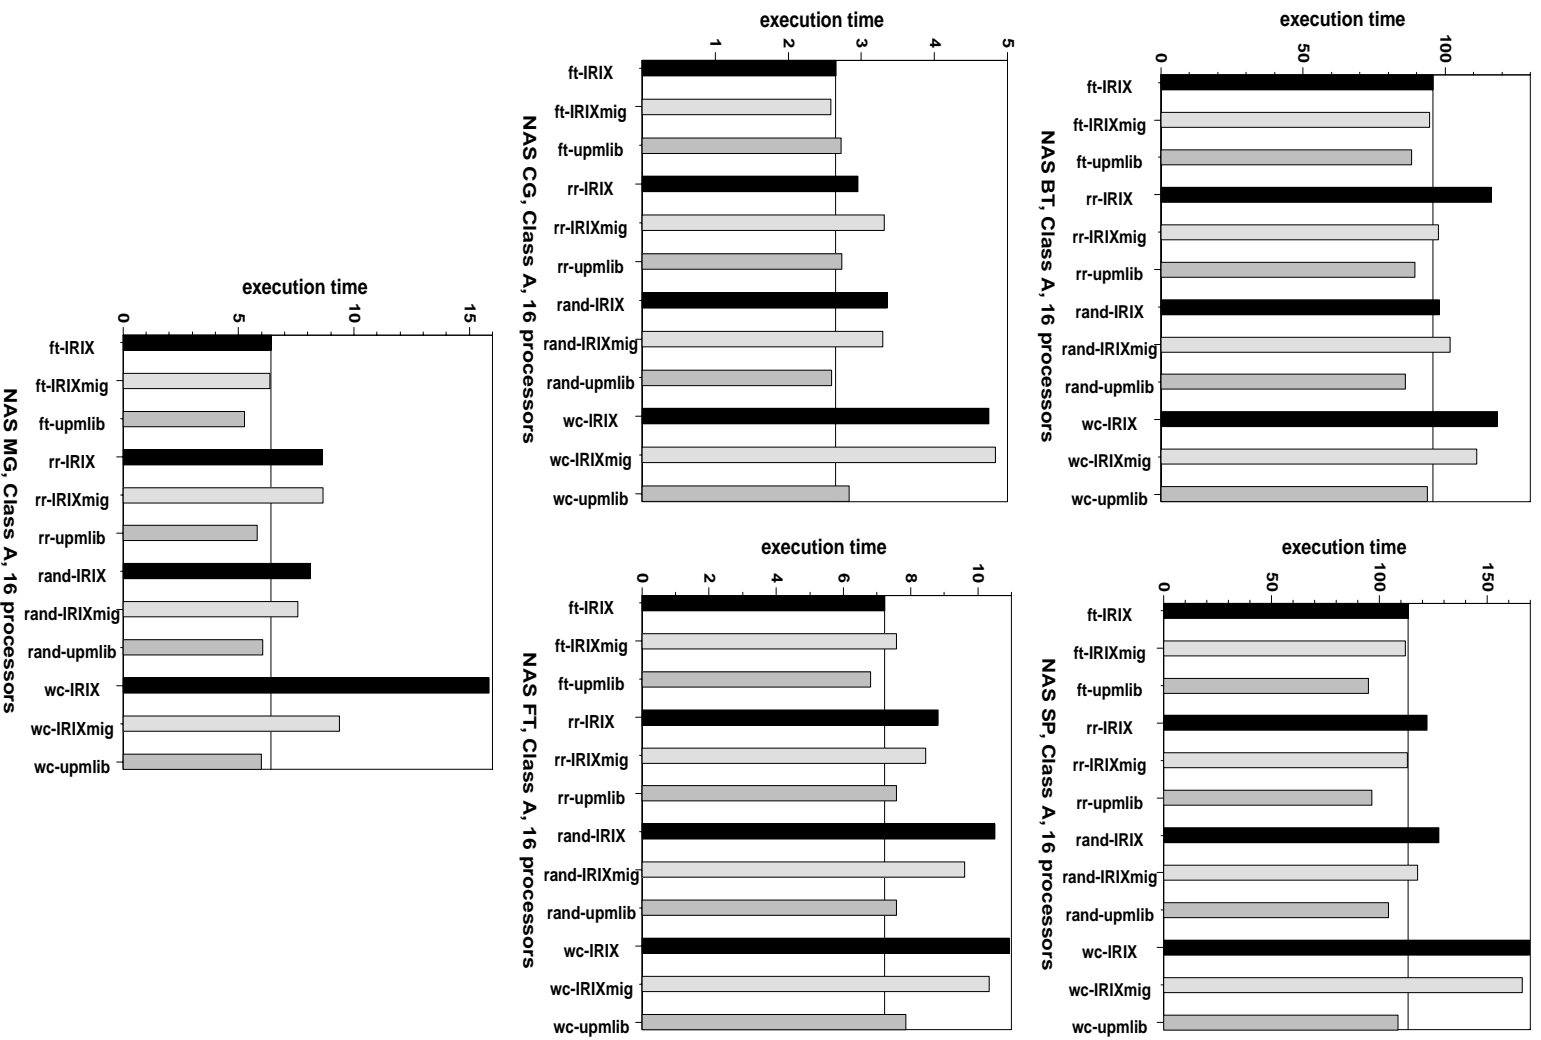 execution time
0
50
100
ft-IRIX
ft-IRIXmig
ft-upmlib
rr-IRIX
rr-IRIXmig
rr-upmlib
rand-IRIX
rand-IRIXmig
rand-upmlib
wc-IRIX
wc-IRIXmig
wc-upmlib
NAS BT, Class A, 16 processors
execution time
0
50
100
150
ft-IRIX
ft-IRIXmig
ft-upmlib
rr-IRIX
rr-IRIXmig
rr-upmlib
rand-IRIX
rand-IRIXmig
rand-upmlib
wc-IRIX
wc-IRIXmig
wc-upmlib
NAS SP, Class A, 16 processors
execution time
1
2
3
4
5
ft-IRIX
ft-IRIXmig
ft-upmlib
rr-IRIX
rr-IRIXmig
rr-upmlib
rand-IRIX
rand-IRIXmig
rand-upmlib
wc-IRIX
wc-IRIXmig
wc-upmlib
NAS CG, Class A, 16 processors
execution time
0
2
4
6
8
10
ft-IRIX
ft-IRIXmig
ft-upmlib
rr-IRIX
rr-IRIXmig
rr-upmlib
rand-IRIX
rand-IRIXmig
rand-upmlib
wc-IRIX
wc-IRIXmig
wc-upmlib
NAS FT, Class A, 16 processors
execution time
0
5
10
15
ft-IRIX
ft-IRIXmig
ft-upmlib
rr-IRIX
rr-IRIXmig
rr-upmlib
rand-IRIX
rand-IRIXmig
rand-upmlib
wc-IRIX
wc-IRIXmig
wc-upmlib
NAS MG, Class A, 16 processors